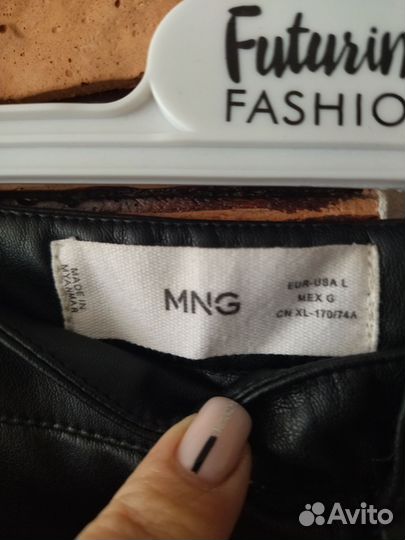 Futurin
FASHIO
MADE IN
MYANMAR
MNG
EUR-USA L
MEX G
CN XL-170/74A
Avito